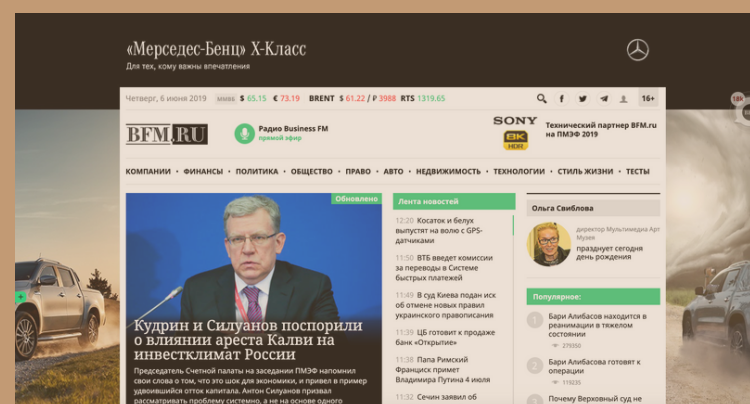 «Мерседес-Бенц» X-Класс
Для тех, кому важны впечатления
Четверг, 6 июня 2019 ММВБ $ 65.15 € 73.19 BRENT $ 61.22 / ₽ 3988 RTS 1319.65
16+
18k
BFM.RU
Радио Business FM
прямой эфир
SONY
8K
HDR
Технический партнер BFM.ru
на ПМЭФ 2019
КОМПАНИИ • ФИНАНСЫ • ПОЛИТИКА • ОБЩЕСТВО • ПРАВО • АВТО • НЕДВИЖИМОСТЬ • ТЕХНОЛОГИИ • СТИЛЬ ЖИЗНИ • ТЕСТЫ
Обновлено
Кудрин и Силуанов поспорили
о влиянии ареста Калви на
инвестклимат России
Председатель Счетной палаты на заседании ПМЭФ напомнил
свои слова о том, что это шок для экономики, и привел в пример
удвоившийся отток капитала. Антон Силуанов призвал
рассматривать проблему системно, а не на основе одного
Лента новостей
12:20 Косаток и белух
выпустят на волю с GPS-
датчиками
11:50 ВТБ введет комиссии
за переводы в Системе
быстрых платежей
11:49 В суд Киева подан иск
об отмене новых правил
украинского правописания
11:39 ЦБ готовит к продаже
банк «Открытие»
11:38 Папа Римский
Франциск примет
Владимира Путина 4 июля
11:32 Сечин заявил об
Ольга Свиблова
директор Мультимедиа Арт
Музея
празднует сегодня
день рождения
Популярное:
1 Бари Алибасов находится в
реанимации в тяжелом
состоянии
279350
2 Бари Алибасова готовят к
операции
119235
3 Почему Верховный суд не